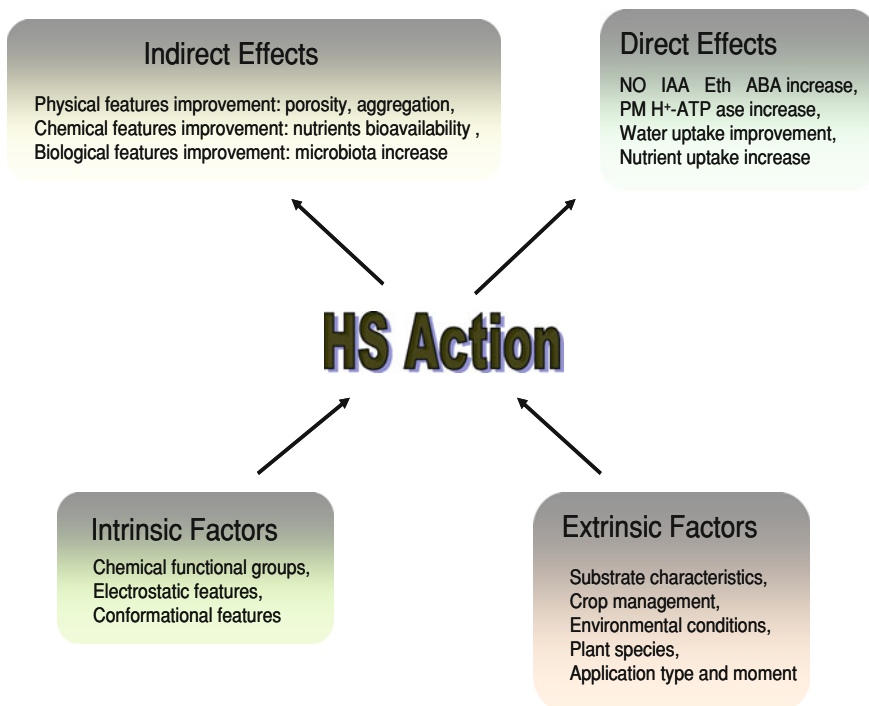 Indirect Effects
Physical features improvement: porosity, aggregation,
Chemical features improvement: nutrients bioavailability ,
Biological features improvement: microbiota increase
Direct Effects
NO IAA Eth ABA increase,
PM H⁺-ATP ase increase,
Water uptake improvement,
Nutrient uptake increase
HS Action
Intrinsic Factors
Chemical functional groups,
Electrostatic features,
Conformational features
Extrinsic Factors
Substrate characteristics,
Crop management,
Environmental conditions,
Plant species,
Application type and moment